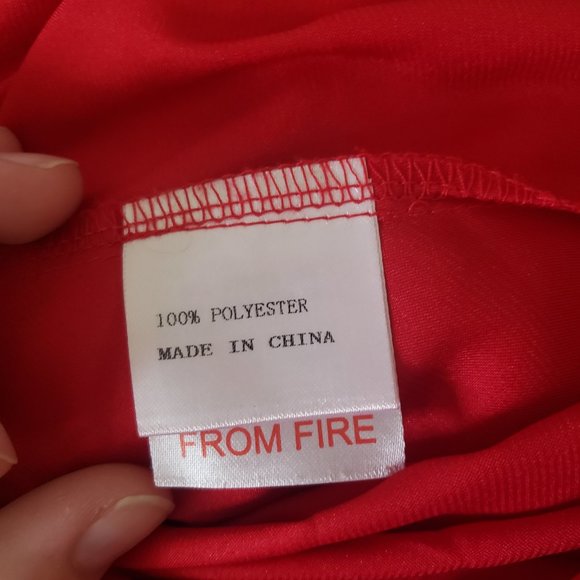 100% POLYESTER
MADE IN CHINA
FROM FIRE